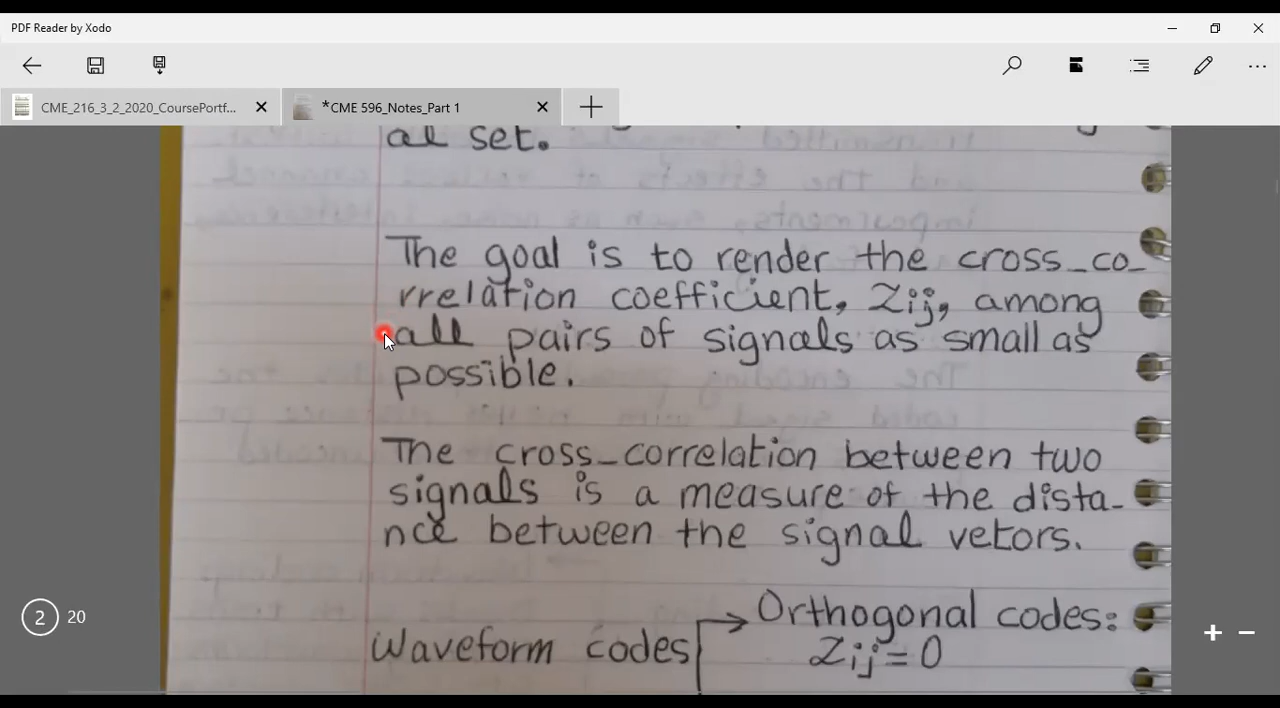 PDF Reader by Xodo
CME_216_3_2_2020_CoursePortf...
*CME 596_Notes_Part 1
al set.
The goal is to render the cross_co_
rrelation coefficient, Zij, among
all pairs of signals as small as
possible.
The cross_correlation between two
signals is a measure of the dista-
nce between the signal vetors.
Waveform codes
Orthogonal codes:
Zij=0
2 20